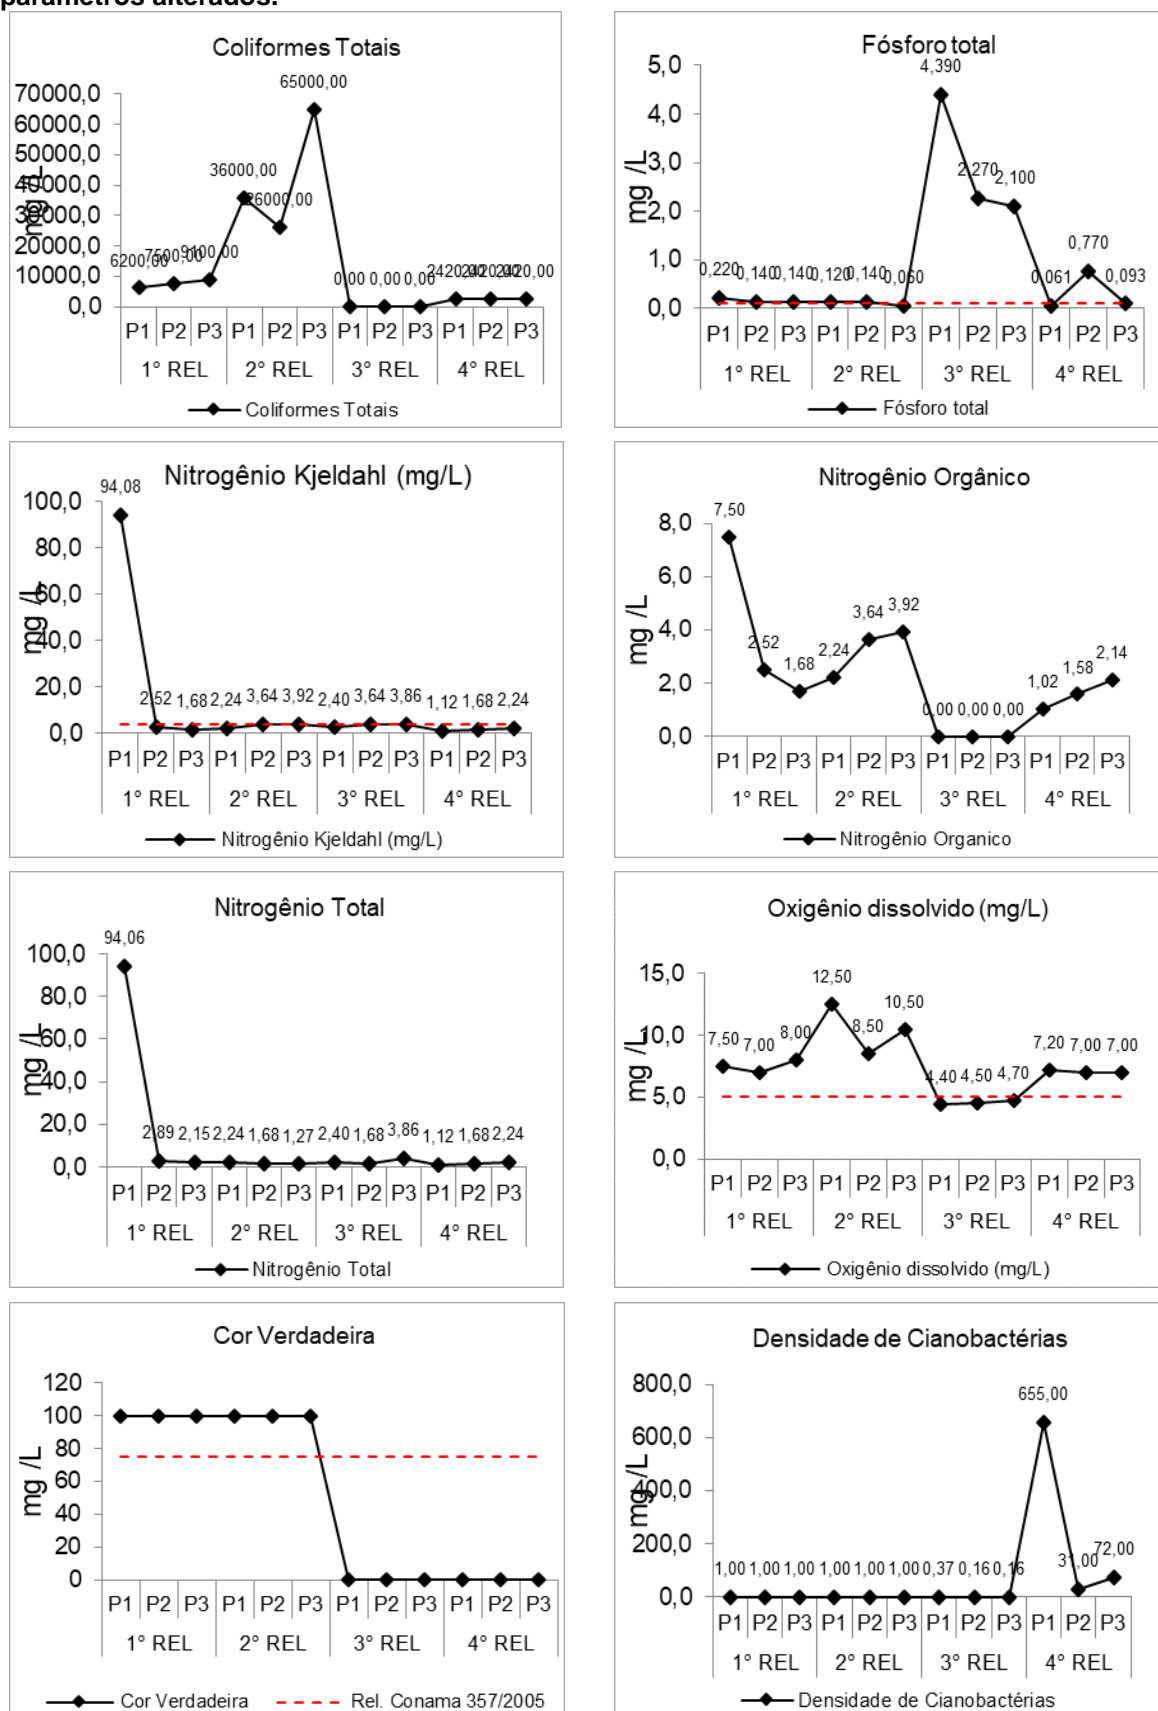 parâmetros alterados.
Coliformes Totais
65000,00
70000,0
60000,0
50000,0
36000,00
40000,0
26000,00
30000,0
20000,0
6200,00 7500,00 9100,00
10000,0
0,00 0,00 0,00
2420,00 2420,00 2420,00
0,0
mg /L
P1 P2 P3 P1 P2 P3 P1 P2 P3 P1 P2 P3
1° REL 2° REL 3° REL 4° REL
Coliformes Totais
Fósforo total
5,0
4,390
4,0
3,0
2,270 2,100
2,0
1,0
0,770
0,220 0,140 0,140 0,120 0,140 0,060
0,061
0,093
0,0
mg /L
P1 P2 P3 P1 P2 P3 P1 P2 P3 P1 P2 P3
1° REL 2° REL 3° REL 4° REL
Fósforo total
Nitrogênio Kjeldahl (mg/L)
94,08
100,0
80,0
60,0
40,0
20,0
2,52 1,68 2,24 3,64 3,92 2,40 3,64 3,86 1,12 1,68 2,24
0,0
mg /L
P1 P2 P3 P1 P2 P3 P1 P2 P3 P1 P2 P3
1° REL 2° REL 3° REL 4° REL
Nitrogênio Kjeldahl (mg/L)
Nitrogênio Orgânico
7,50
8,0
6,0
4,0
3,64 3,92
2,52
1,68
2,24
2,0
0,00 0,00 0,00
1,02
1,58
2,14
0,0
mg /L
P1 P2 P3 P1 P2 P3 P1 P2 P3 P1 P2 P3
1° REL 2° REL 3° REL 4° REL
Nitrogênio Organico
Nitrogênio Total
94,06
100,0
80,0
60,0
40,0
20,0
2,89 2,15 2,24 1,68 1,27 2,40 1,68 3,86 1,12 1,68 2,24
0,0
mg /L
P1 P2 P3 P1 P2 P3 P1 P2 P3 P1 P2 P3
1° REL 2° REL 3° REL 4° REL
Nitrogênio Total
Oxigênio dissolvido (mg/L)
15,0
12,50
10,50
10,0
7,50 7,00 8,00
8,50
7,20 7,00 7,00
4,40 4,50 4,70
5,0
0,0
mg /L
P1 P2 P3 P1 P2 P3 P1 P2 P3 P1 P2 P3
1° REL 2° REL 3° REL 4° REL
Oxigênio dissolvido (mg/L)
Cor Verdadeira
120
100
80
60
40
20
0
mg /L
P1 P2 P3 P1 P2 P3 P1 P2 P3 P1 P2 P3
1° REL 2° REL 3° REL 4° REL
Cor Verdadeira Rel. Conama 357/2005
Densidade de Cianobactérias
800,0
655,00
600,0
400,0
200,0
1,00 1,00 1,00 1,00 1,00 1,00 0,37 0,16 0,16
31,00
72,00
0,0
mg /L
P1 P2 P3 P1 P2 P3 P1 P2 P3 P1 P2 P3
1° REL 2° REL 3° REL 4° REL
Densidade de Cianobactérias